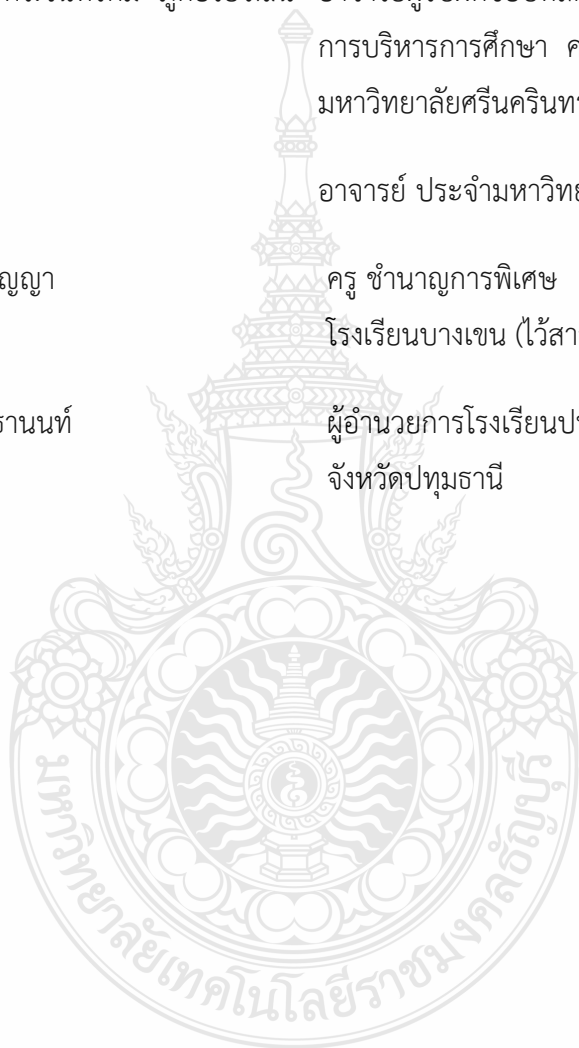 การบริหารการศึกษา
มหาวิทยาลัยศรีนครินทร
อาจารย์ ประจำมหาวิทย
ญญา ครู ชำนาญการพิเศษ
โรงเรียนบางเขน (ไว้สา
ธานนท์ ผู้อำนวยการโรงเรียนป
จังหวัดปทุมธานี
มหาวิทยาลัยเทคโนโลยีราชมงคลธัญบุรี